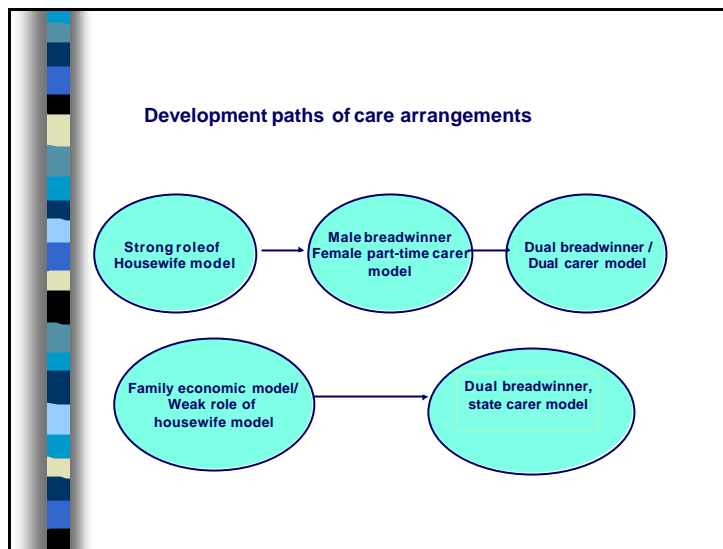 Development paths of care arrangements
Strong roleof
Housewife model
Male breadwinner
Female part-time carer
model
Dual breadwinner /
Dual carer model
Family economic model/
Weak role of
housewife model
Dual breadwinner,
state carer model